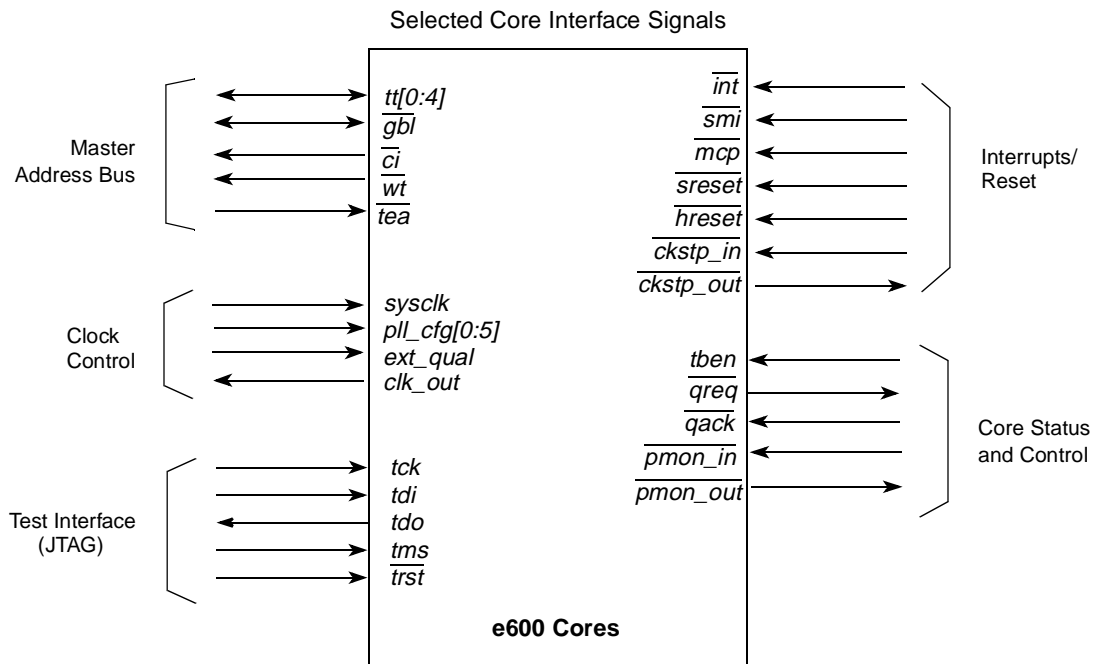 Selected Core Interface Signals
Master
Address Bus
tt[0:4]
gbl
ci
wt
tea
Clock
Control
sysclk
pll_cfg[0:5]
ext_qual
clk_out
Test Interface
(JTAG)
tck
tdi
tdo
tms
trst
int
smi
mcp
sreset
hreset
ckstp_in
ckstp_out
Interrupts/
Reset
tben
qreq
qack
pmon_in
pmon_out
Core Status
and Control
e600 Cores